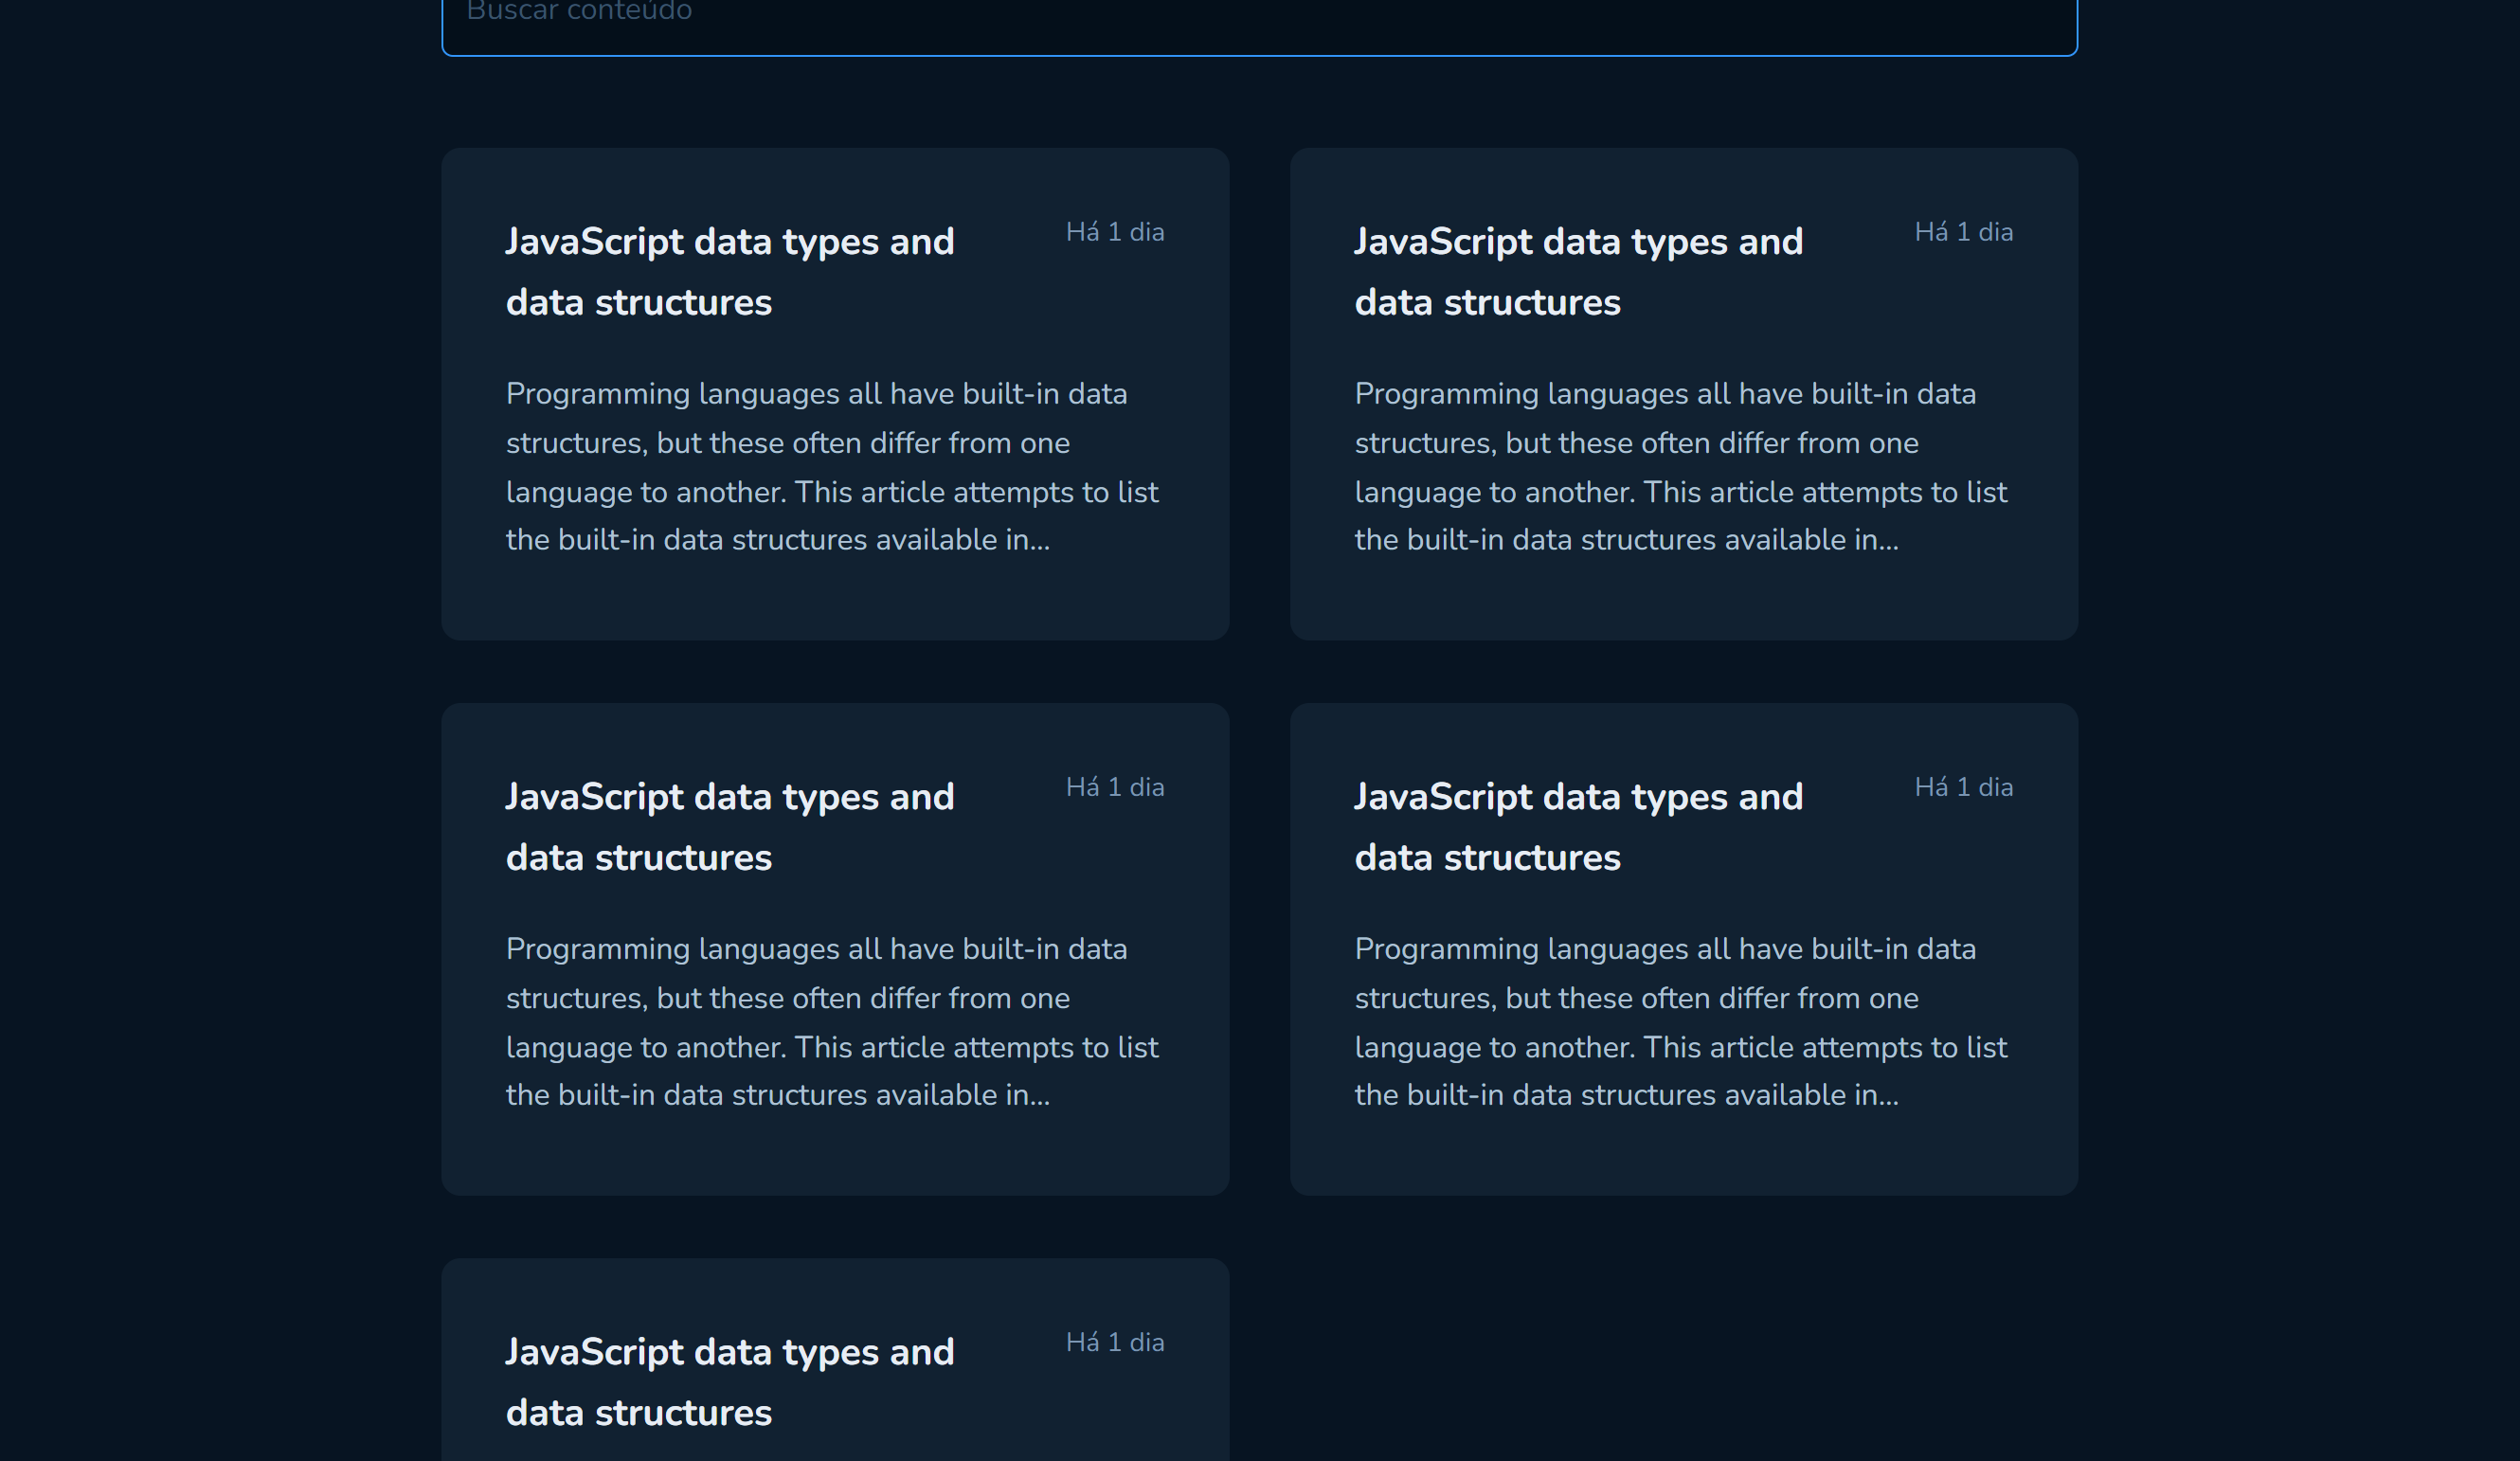 Buscar conteúdo
JavaScript data types and
data structures
Há 1 dia
Programming languages all have built-in data
structures, but these often differ from one
language to another. This article attempts to list
the built-in data structures available in...
JavaScript data types and
data structures
Há 1 dia
Programming languages all have built-in data
structures, but these often differ from one
language to another. This article attempts to list
the built-in data structures available in...
JavaScript data types and
data structures
Há 1 dia
Programming languages all have built-in data
structures, but these often differ from one
language to another. This article attempts to list
the built-in data structures available in...
JavaScript data types and
data structures
Há 1 dia
Programming languages all have built-in data
structures, but these often differ from one
language to another. This article attempts to list
the built-in data structures available in...
JavaScript data types and
data structures
Há 1 dia